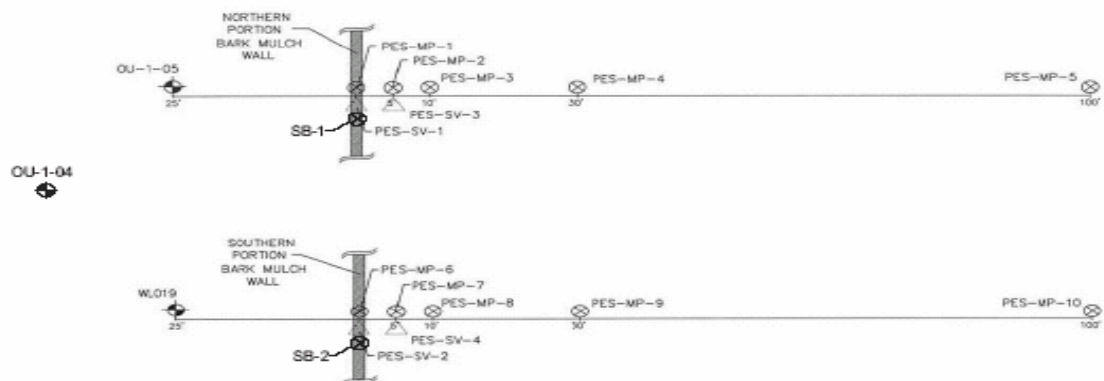 NORTHERN
PORTION
BARK MULCH
WALL
PES-MP-1
PES-MP-2
OU-1-05
PES-MP-3
PES-MP-4
PES-MP-5
25'
5'
10'
30'
100'
PES-SV-3
SB-1
PES-SV-1
OU-1-04
SOUTHERN
PORTION
BARK MULCH
WALL
PES-MP-6
PES-MP-7
WL019
PES-MP-8
PES-MP-9
PES-MP-10
25'
5'
10'
30'
100'
PES-SV-4
SB-2
PES-SV-2